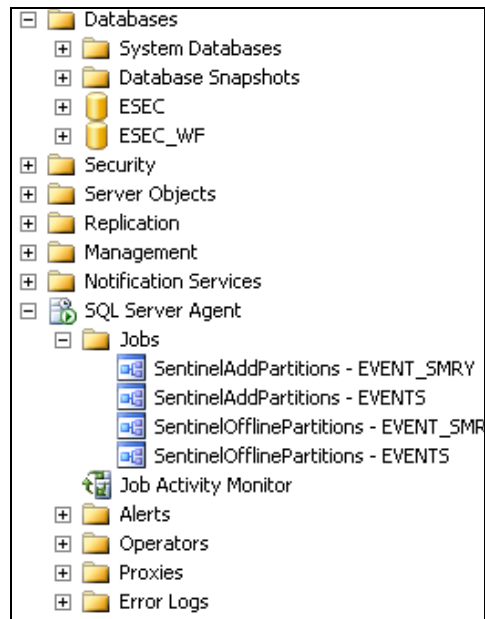 Databases
System Databases
Database Snapshots
ESEC
ESEC_WF
Security
Server Objects
Replication
Management
Notification Services
SQL Server Agent
Jobs
SentinelAddPartitions - EVENT_SMRY
SentinelAddPartitions - EVENTS
SentinelOfflinePartitions - EVENT_SMR
SentinelOfflinePartitions - EVENTS
Job Activity Monitor
Alerts
Operators
Proxies
Error Logs